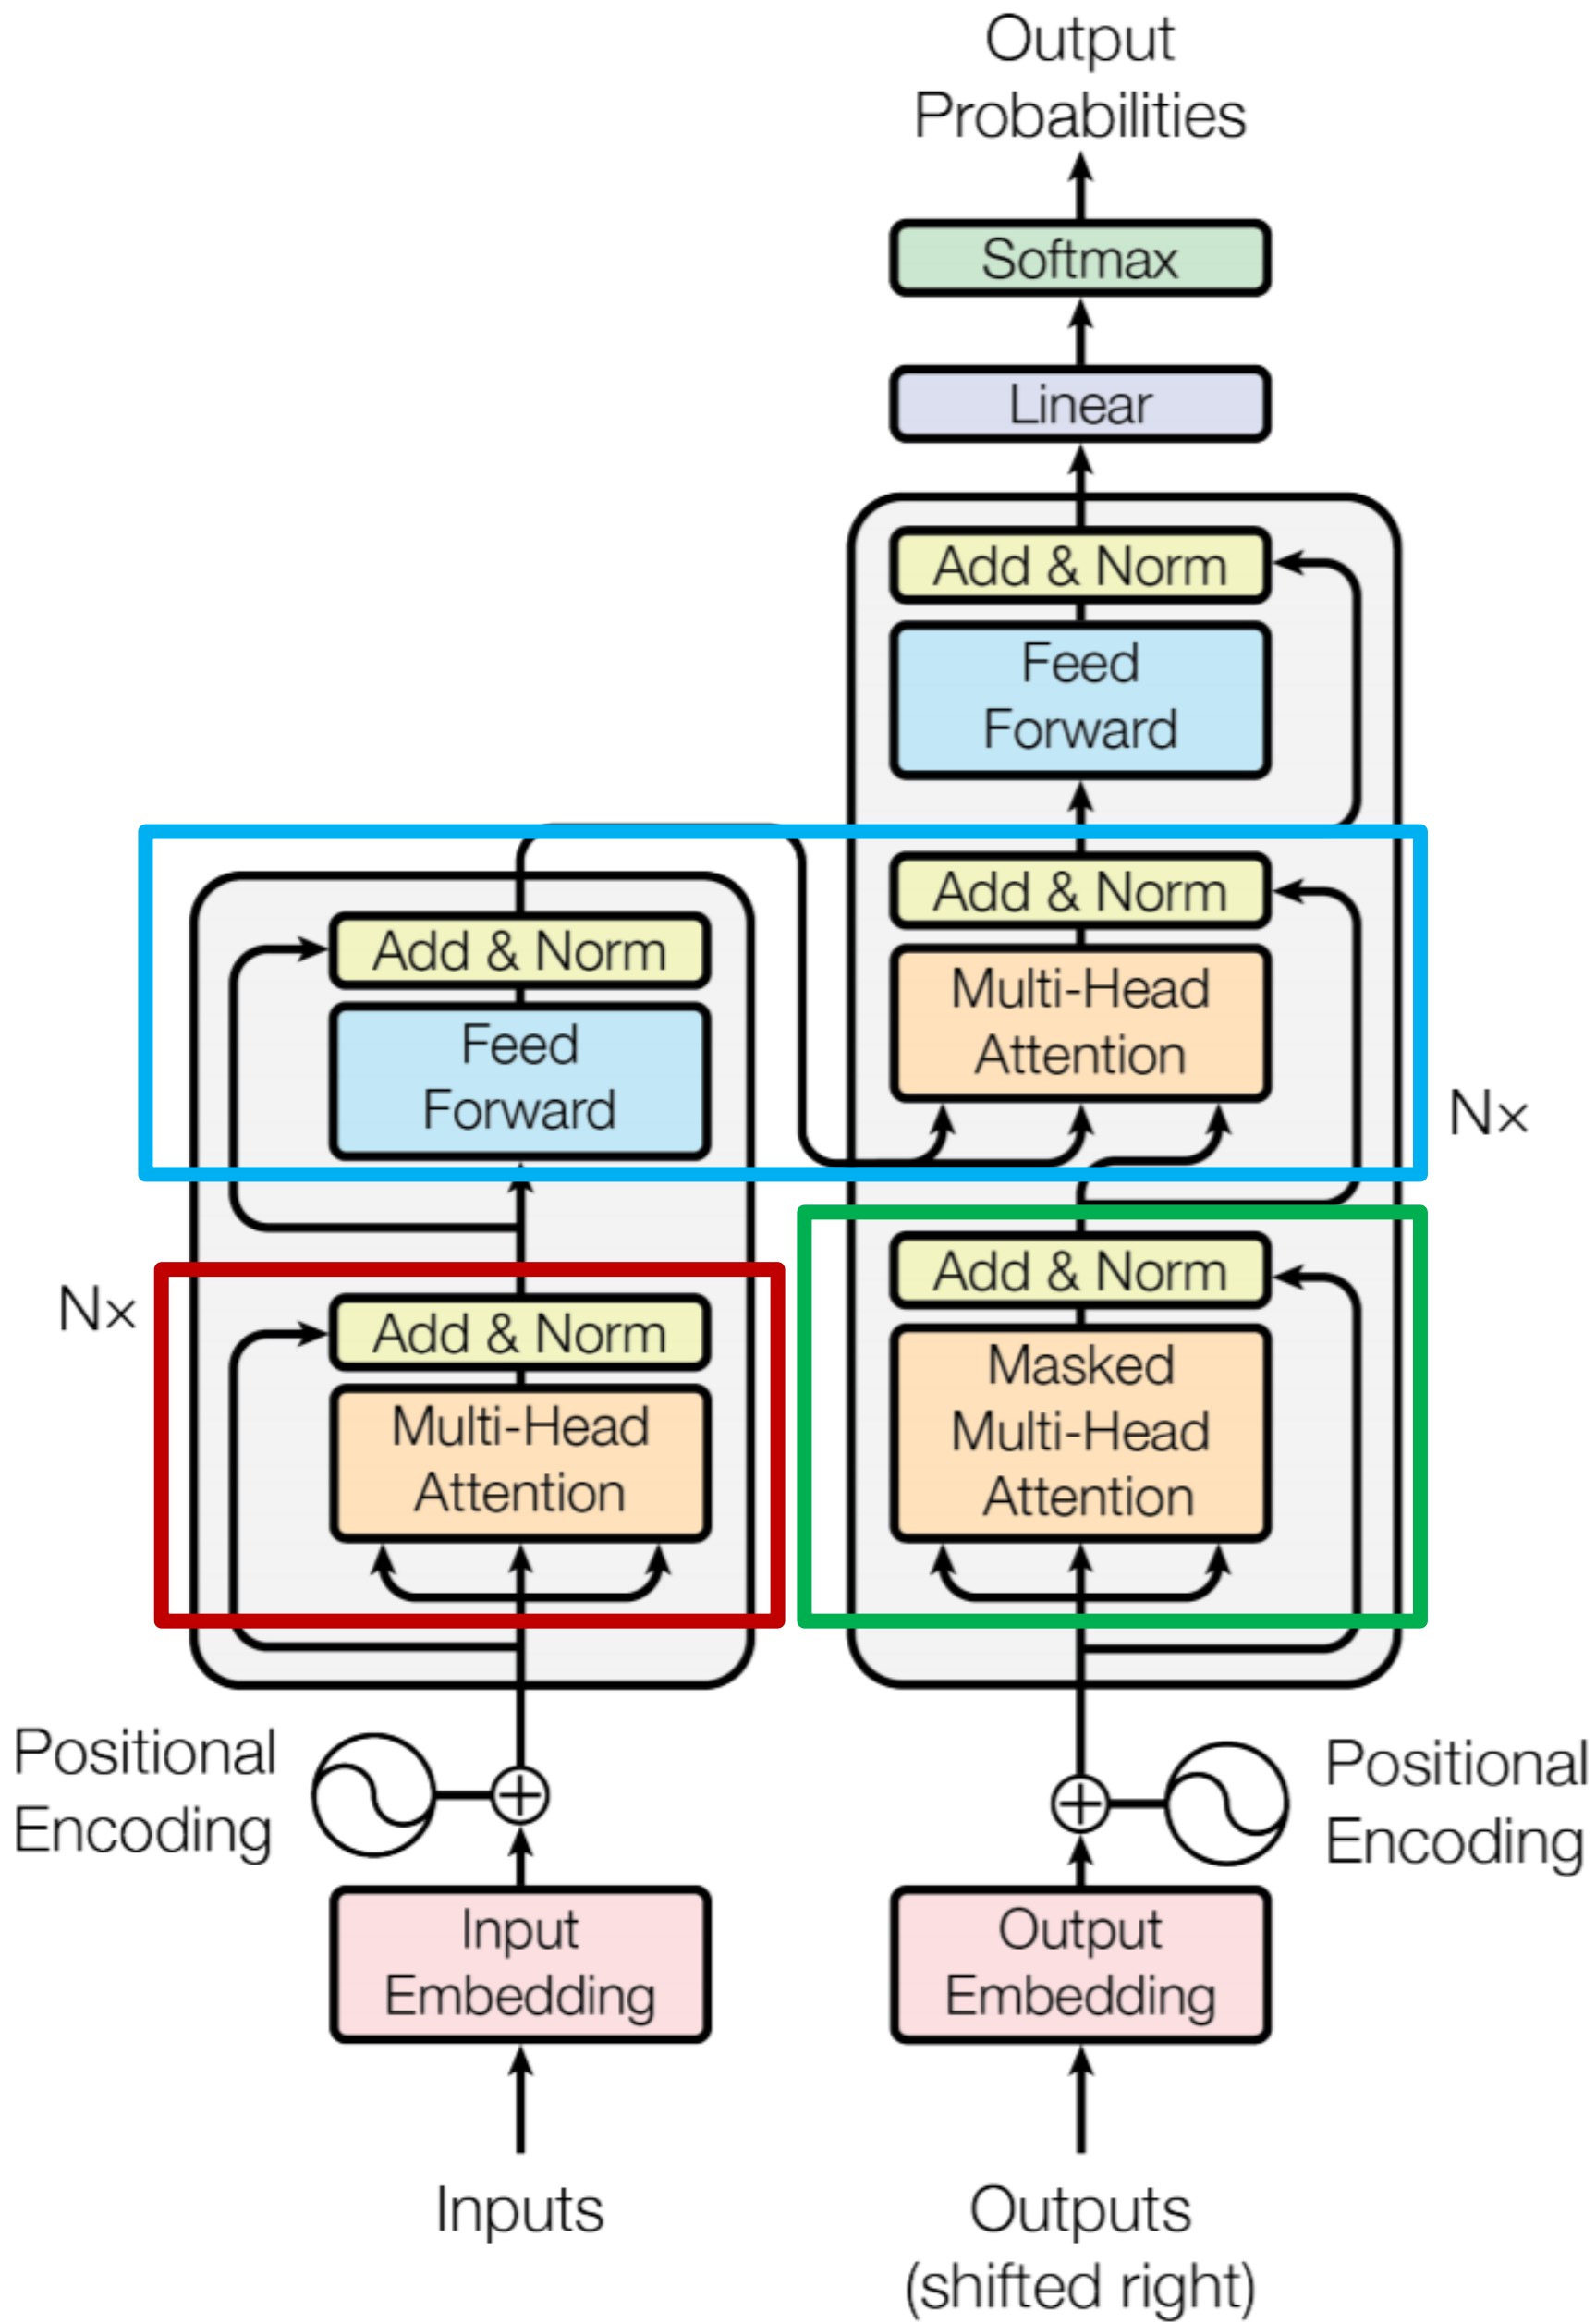 Output
Probabilities
Softmax
Linear
Add & Norm
Feed
Forward
Add & Norm
Multi-Head
Attention
Add & Norm
Feed
Forward
N×
Add & Norm
Masked
Multi-Head
Attention
N×
Add & Norm
Multi-Head
Attention
Positional
Encoding
Positional
Encoding
Input
Embedding
Output
Embedding
Inputs
Outputs
(shifted right)